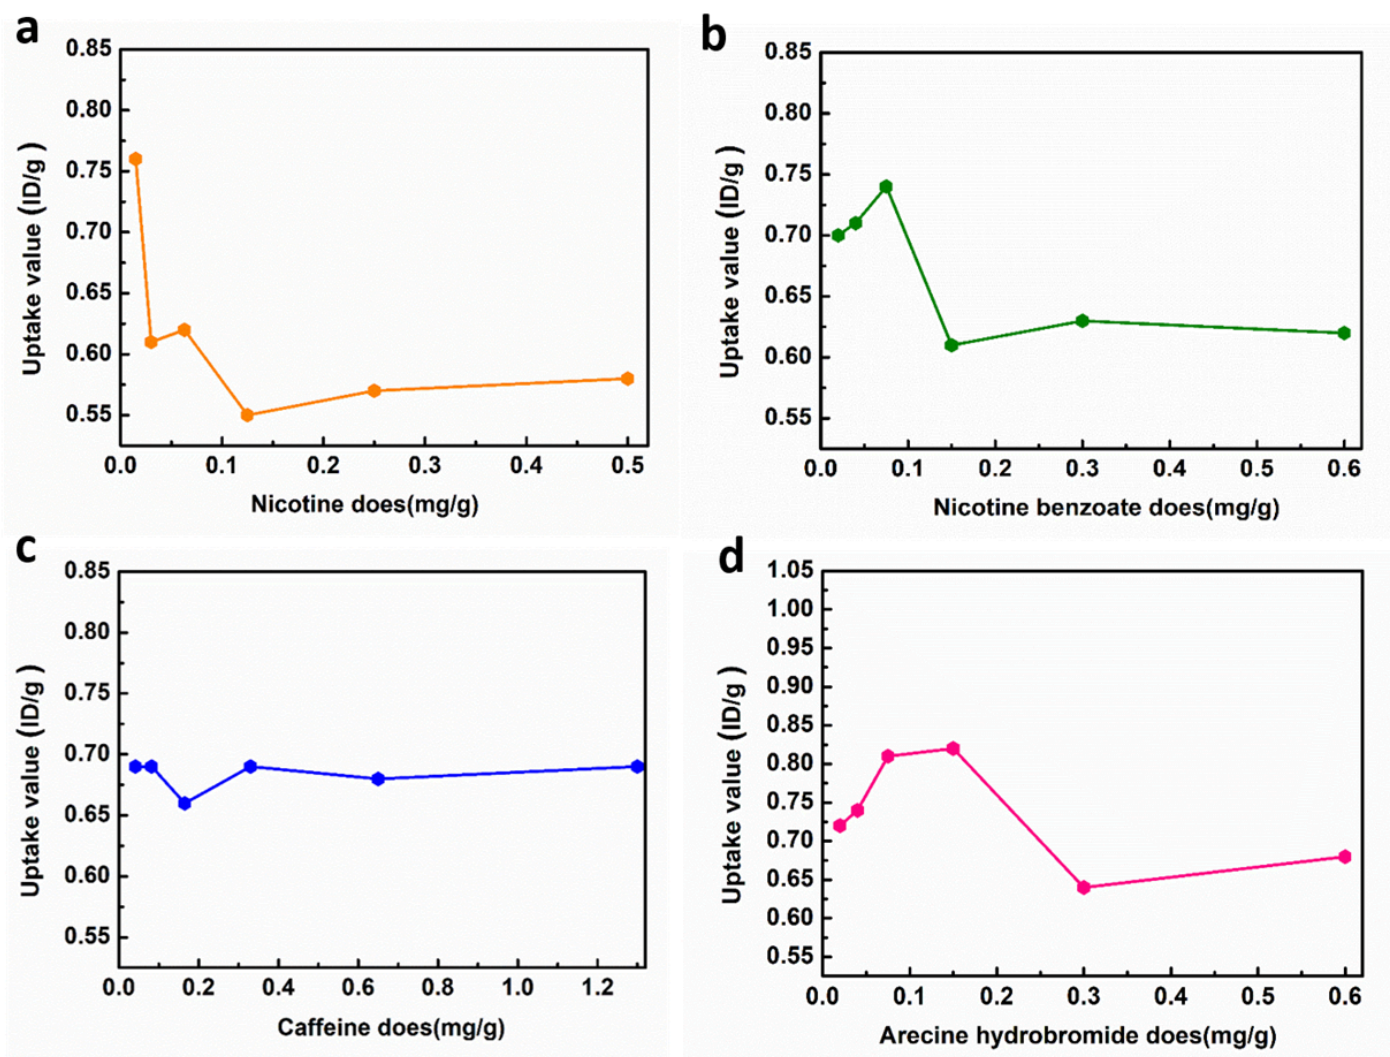 a
0.85
0.80
0.75
0.70
0.65
0.60
0.55
Uptake value (ID/g )
0.0 0.1 0.2 0.3 0.4 0.5
Nicotine does(mg/g)
b
0.85
0.80
0.75
0.70
0.65
0.60
0.55
Uptake value (ID/g )
0.0 0.1 0.2 0.3 0.4 0.5 0.6
Nicotine benzoate does(mg/g)
c
0.85
0.80
0.75
0.70
0.65
0.60
0.55
Uptake value (ID/g )
0.0 0.2 0.4 0.6 0.8 1.0 1.2
Caffeine does(mg/g)
d
1.05
1.00
0.95
0.90
0.85
0.80
0.75
0.70
0.65
0.60
0.55
Uptake value (ID/g )
0.0 0.1 0.2 0.3 0.4 0.5 0.6
Arecine hydrobromide does(mg/g)